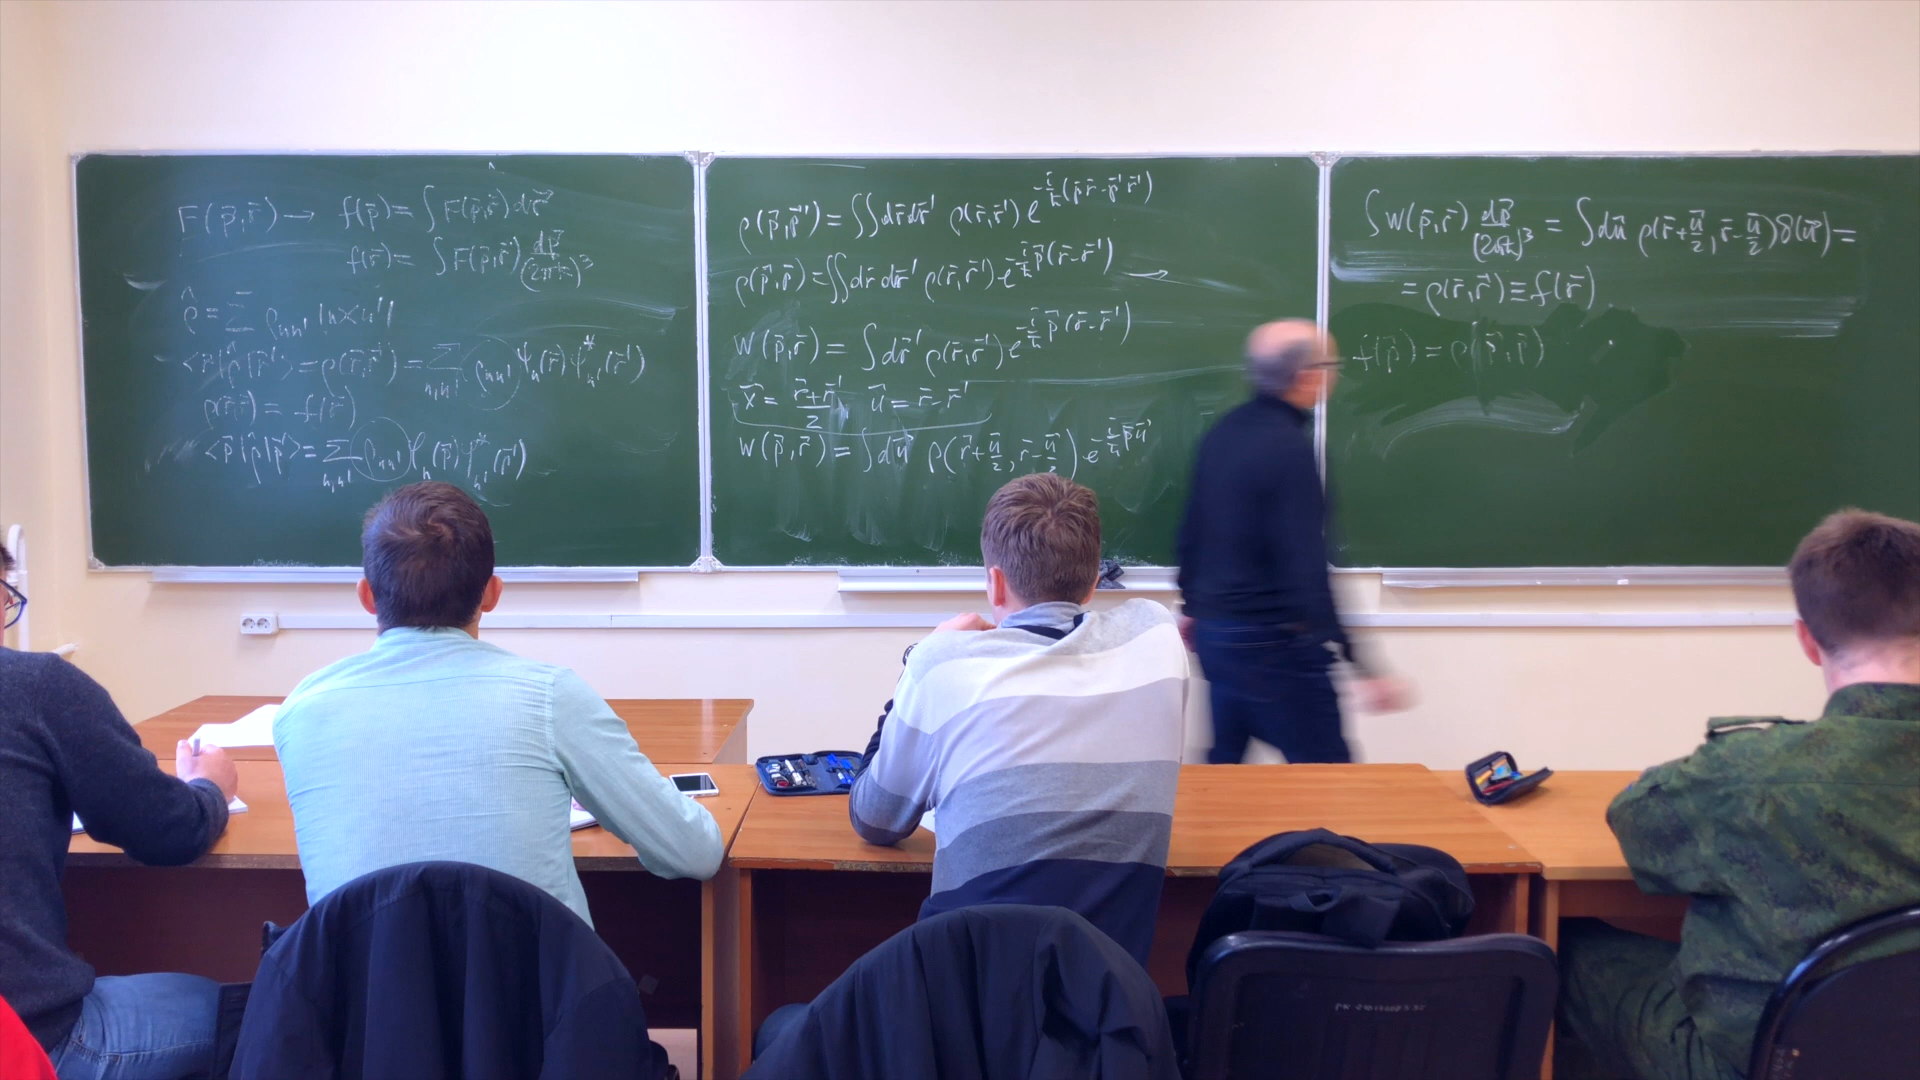 F(p⃗,r⃗) → f(p⃗) = ∫F(p⃗,r⃗) dr⃗
f(r⃗) = ∫F(p⃗,r⃗) dp⃗/(2πħ)³
ρ̂ = Σ ρₙₙ' |n><n'|
<r⃗|ρ̂|r⃗'> = ρ(r⃗,r⃗') = Σₙ,ₙ' ρₙₙ' ψₙ(r⃗) ψ*ₙ'(r⃗')
ρ(r⃗,r⃗) = f(r⃗)
<p⃗|ρ̂|p⃗'> = Σₙ,ₙ' ρₙₙ' φₙ(p⃗) φ*ₙ'(p⃗')
ρ(p⃗,p⃗') = ∫∫dr⃗dr⃗' ρ(r⃗,r⃗') e^{-i/ħ(p⃗r⃗-p⃗'r⃗')}
ρ(p⃗,p⃗) = ∫∫dr⃗dr⃗' ρ(r⃗,r⃗') e^{-i/ħ p⃗(r⃗-r⃗')} →
W(p⃗,r⃗) = ∫dr⃗' ρ(r⃗,r⃗') e^{-i/ħ p⃗(r⃗-r⃗')}
x⃗ = (r⃗+r⃗')/2 u⃗ = r⃗-r⃗'
W(p⃗,r⃗) = ∫du⃗ ρ(r⃗+u⃗/2, r⃗-u⃗/2) e^{-i/ħ p⃗u⃗}
∫W(p⃗,r⃗) dp⃗/(2πħ)³ = ∫du⃗ ρ(r⃗+u⃗/2, r⃗-u⃗/2)δ(u⃗) =
= ρ(r⃗,r⃗) ≡ f(r⃗)
f(p⃗) = ρ(p⃗,p⃗)